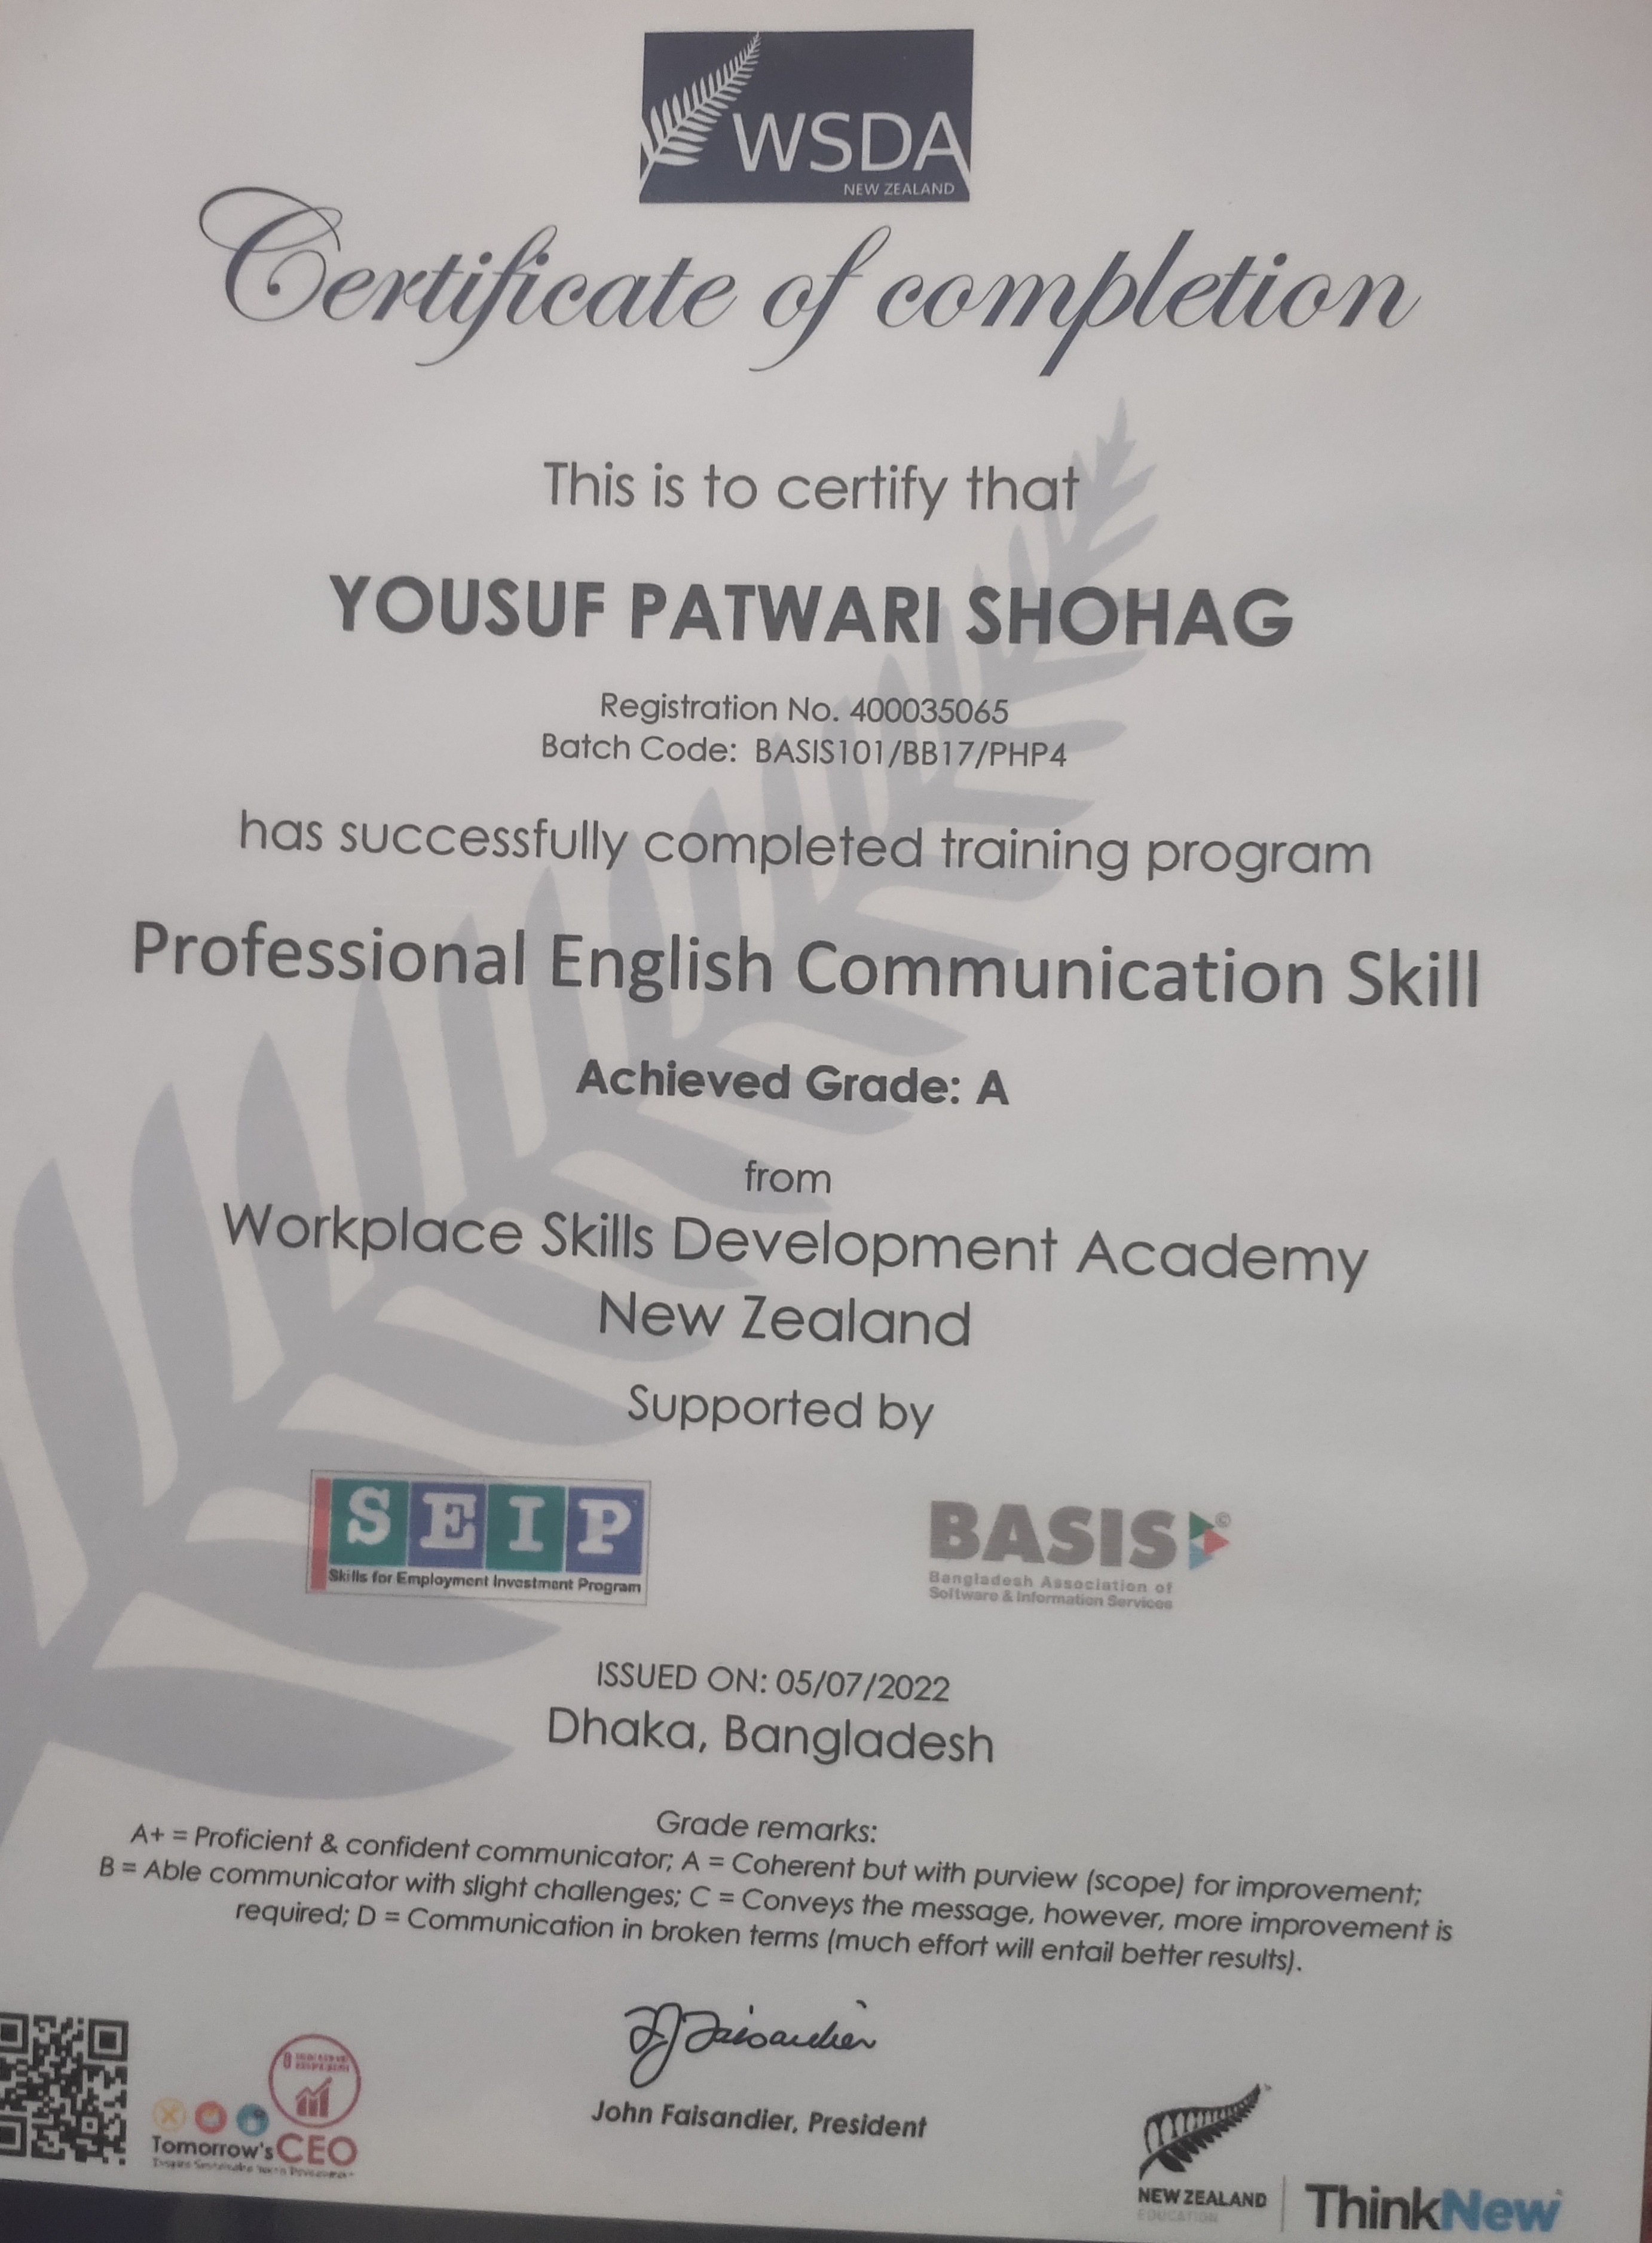 WSDA
NEW ZEALAND
Certificate of completion
This is to certify that
YOUSUF PATWARI SHOHAG
Registration No. 400035065
Batch Code: BASIS101/BB17/PHP4
has successfully completed training program
Professional English Communication Skill
Achieved Grade: A
from
Workplace Skills Development Academy
New Zealand
Supported by
SEIP
Skills for Employment Investment Program
BASIS©
Bangladesh Association of
Software & Information Services
ISSUED ON: 05/07/2022
Dhaka, Bangladesh
Grade remarks:
A+ = Proficient & confident communicator; A = Coherent but with purview (scope) for improvement;
B = Able communicator with slight challenges; C = Conveys the message, however, more improvement is
required; D = Communication in broken terms (much effort will entail better results).
John Faisandier, President
Tomorrow's CEO
NEW ZEALAND
EDUCATION
ThinkNew